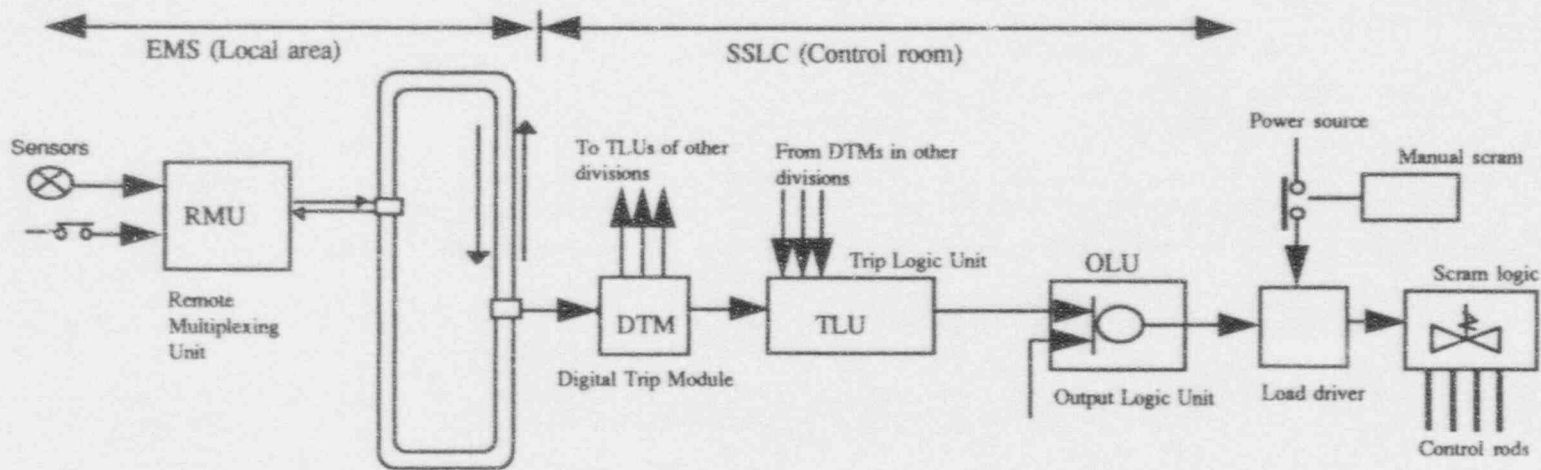 EMS (Local area)
SSLC (Control room)
Sensors
RMU
Remote
Multiplexing
Unit
To TLUs of other
divisions
From DTMs in other
divisions
DTM
Digital Trip Module
Trip Logic Unit
TLU
OLU
Output Logic Unit
Power source
Manual scram
Load driver
Scram logic
Control rods